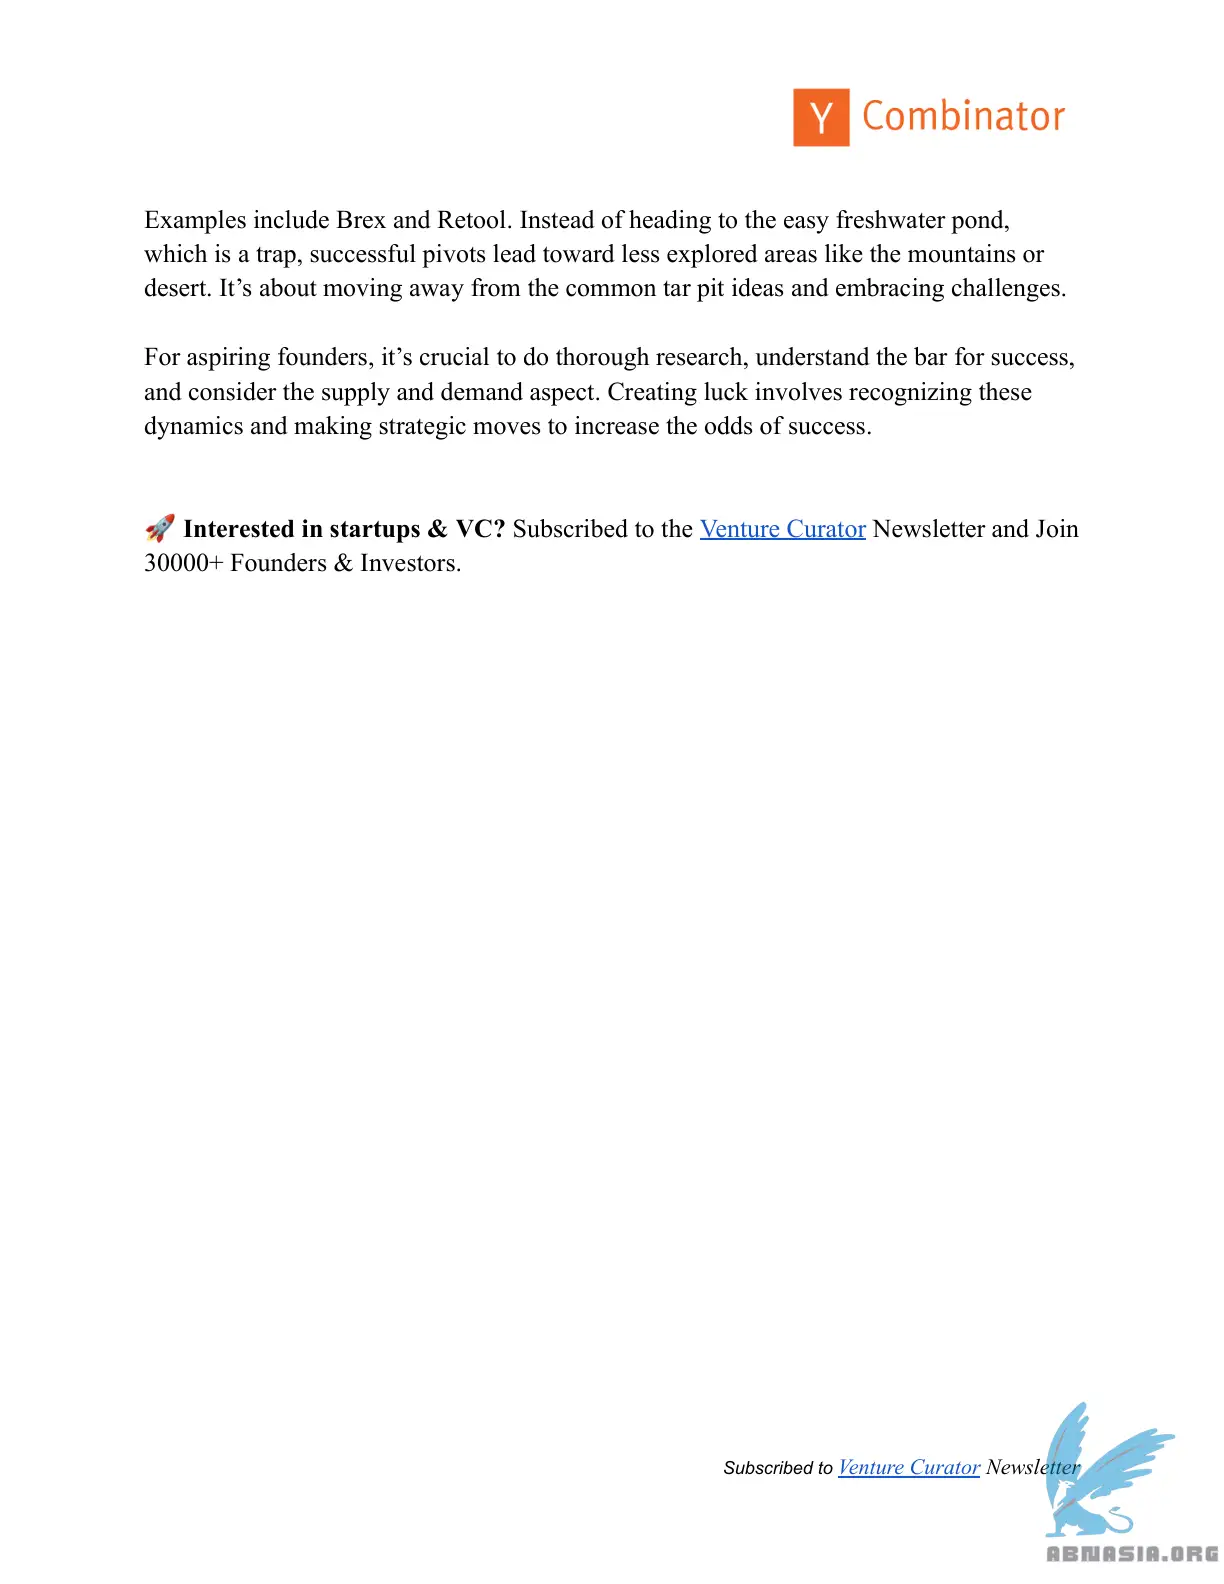 Y Combinator
Examples include Brex and Retool. Instead of heading to the easy freshwater pond,
which is a trap, successful pivots lead toward less explored areas like the mountains or
desert. It’s about moving away from the common tar pit ideas and embracing challenges.
For aspiring founders, it’s crucial to do thorough research, understand the bar for success,
and consider the supply and demand aspect. Creating luck involves recognizing these
dynamics and making strategic moves to increase the odds of success.
🚀 Interested in startups & VC? Subscribed to the Venture Curator Newsletter and Join
30000+ Founders & Investors.
Subscribed to Venture Curator Newsletter
ABNASIA.ORG